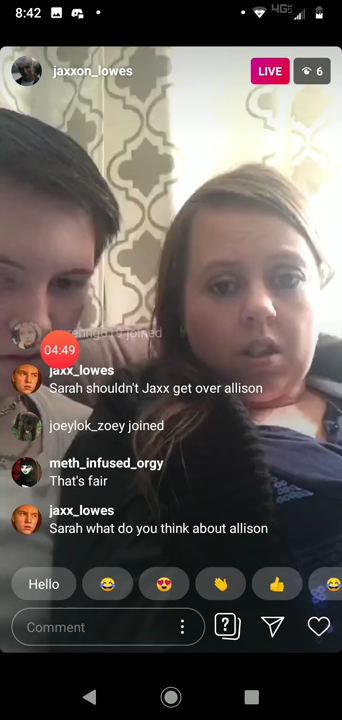 8:42
4G
jaxxon_lowes
LIVE
6
joined
04:49
jaxx_lowes
Sarah shouldn't Jaxx get over allison
joeylok_zoey joined
meth_infused_orgy
That's fair
jaxx_lowes
Sarah what do you think about allison
Hello
Comment
?